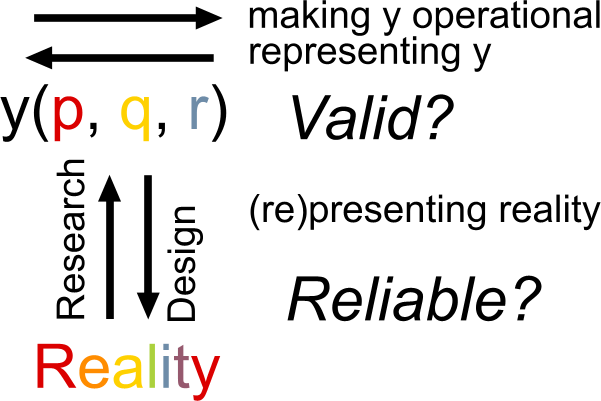 making y operational
representing y
y(p, q, r)
Valid?
Research
Design
(re)presenting reality
Reliable?
Reality